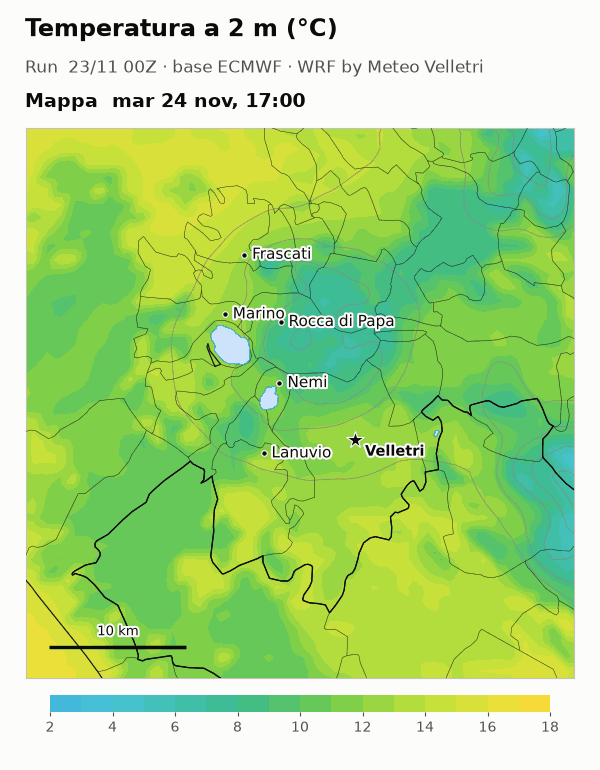 Temperatura a 2 m (°C)
Run  23/11 00Z · base ECMWF · WRF by Meteo Velletri
Mappa  mar 24 nov, 17:00
Frascati
Marino
Rocca di Papa
Nemi
Velletri
Lanuvio
10 km
2 4 6 8 10 12 14 16 18